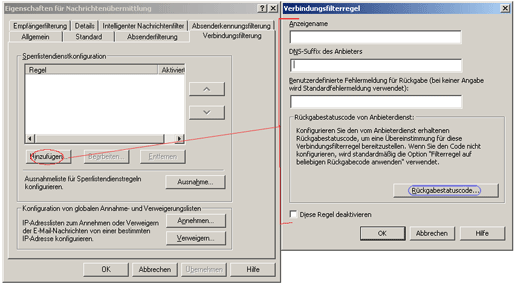 Eigenschaften für Nachrichtenübermittlung
Empfängerfilterung
Details
Intelligenter Nachrichtenfilter
Absenderkennungsfilterung
Allgemein
Standard
Absenderfilterung
Verbindungsfilterung
Sperrlistendienstkonfiguration
Regel
Aktiviert
Hinzufügen...
Bearbeiten...
Entfernen
Ausnahmeliste für Sperrlistendienstregeln
konfigurieren.
Ausnahme...
Konfiguration von globalen Annahme- und Verweigerungslisten
IP-Adresslisten zum Annehmen oder Verweigern
der E-Mail-Nachrichten von einer bestimmten
IP-Adresse konfigurieren.
Annehmen...
Verweigern...
OK
Abbrechen
Übernehmen
Hilfe
Verbindungsfilterregel
Anzeigename
DNS-Suffix des Anbieters
Benutzerdefinierte Fehlermeldung für Rückgabe (bei keiner Angabe
wird Standardfehlermeldung verwendet):
Rückgabestatuscode von Anbieterdienst:
Konfigurieren Sie den vom Anbieterdienst erhaltenen
Rückgabestatuscode, um eine Übereinstimmung für diese
Verbindungsfilterregel bereitzustellen. Wenn Sie den Code nicht
konfigurieren, wird standardmäßig die Option "Filterregel auf
beliebigen Rückgabecode anwenden" verwendet.
Rückgabestatuscode...
Diese Regel deaktivieren
OK
Abbrechen
Hilfe